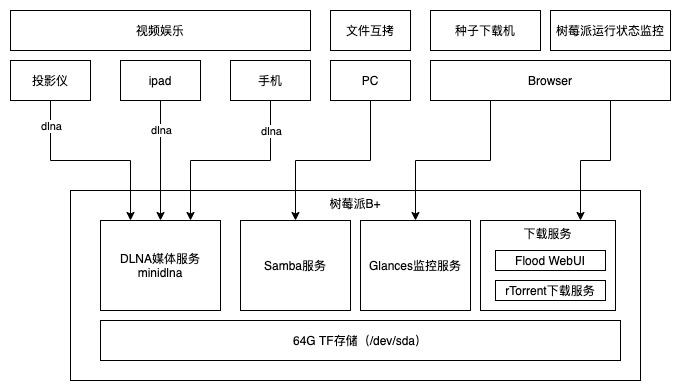 视频娱乐
文件互拷
种子下载机
树莓派运行状态监控
投影仪
ipad
手机
PC
Browser
dlna
dlna
dlna
树莓派B+
DLNA媒体服务
minidlna
Samba服务
Glances监控服务
下载服务
Flood WebUI
rTorrent下载服务
64G TF存储（/dev/sda）